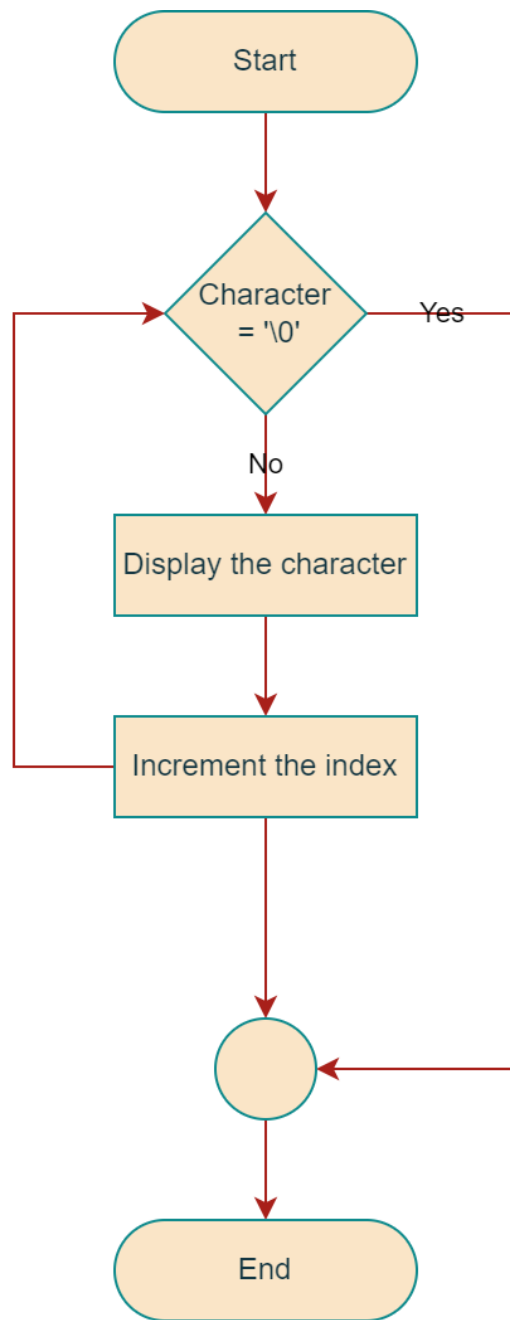 Start
Character
= '\0'
Yes
No
Display the character
Increment the index
End